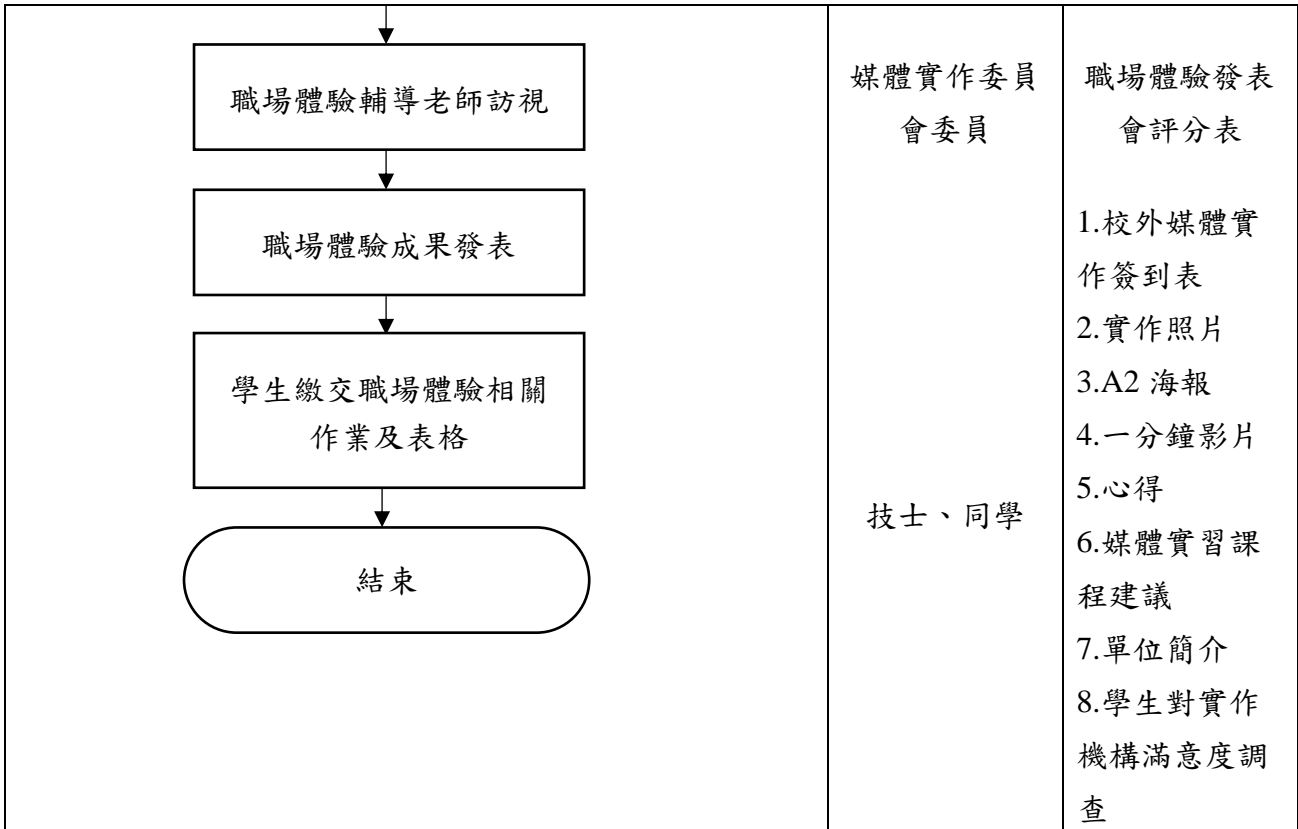 職場體驗輔導老師訪視
職場體驗成果發表
學生繳交職場體驗相關
作業及表格
結束
媒體實作委員
會委員
技士、同學
職場體驗發表
會評分表
1.校外媒體實
作簽到表
2.實作照片
3.A2 海報
4.一分鐘影片
5.心得
6.媒體實習課
程建議
7.單位簡介
8.學生對實作
機構滿意度調
查